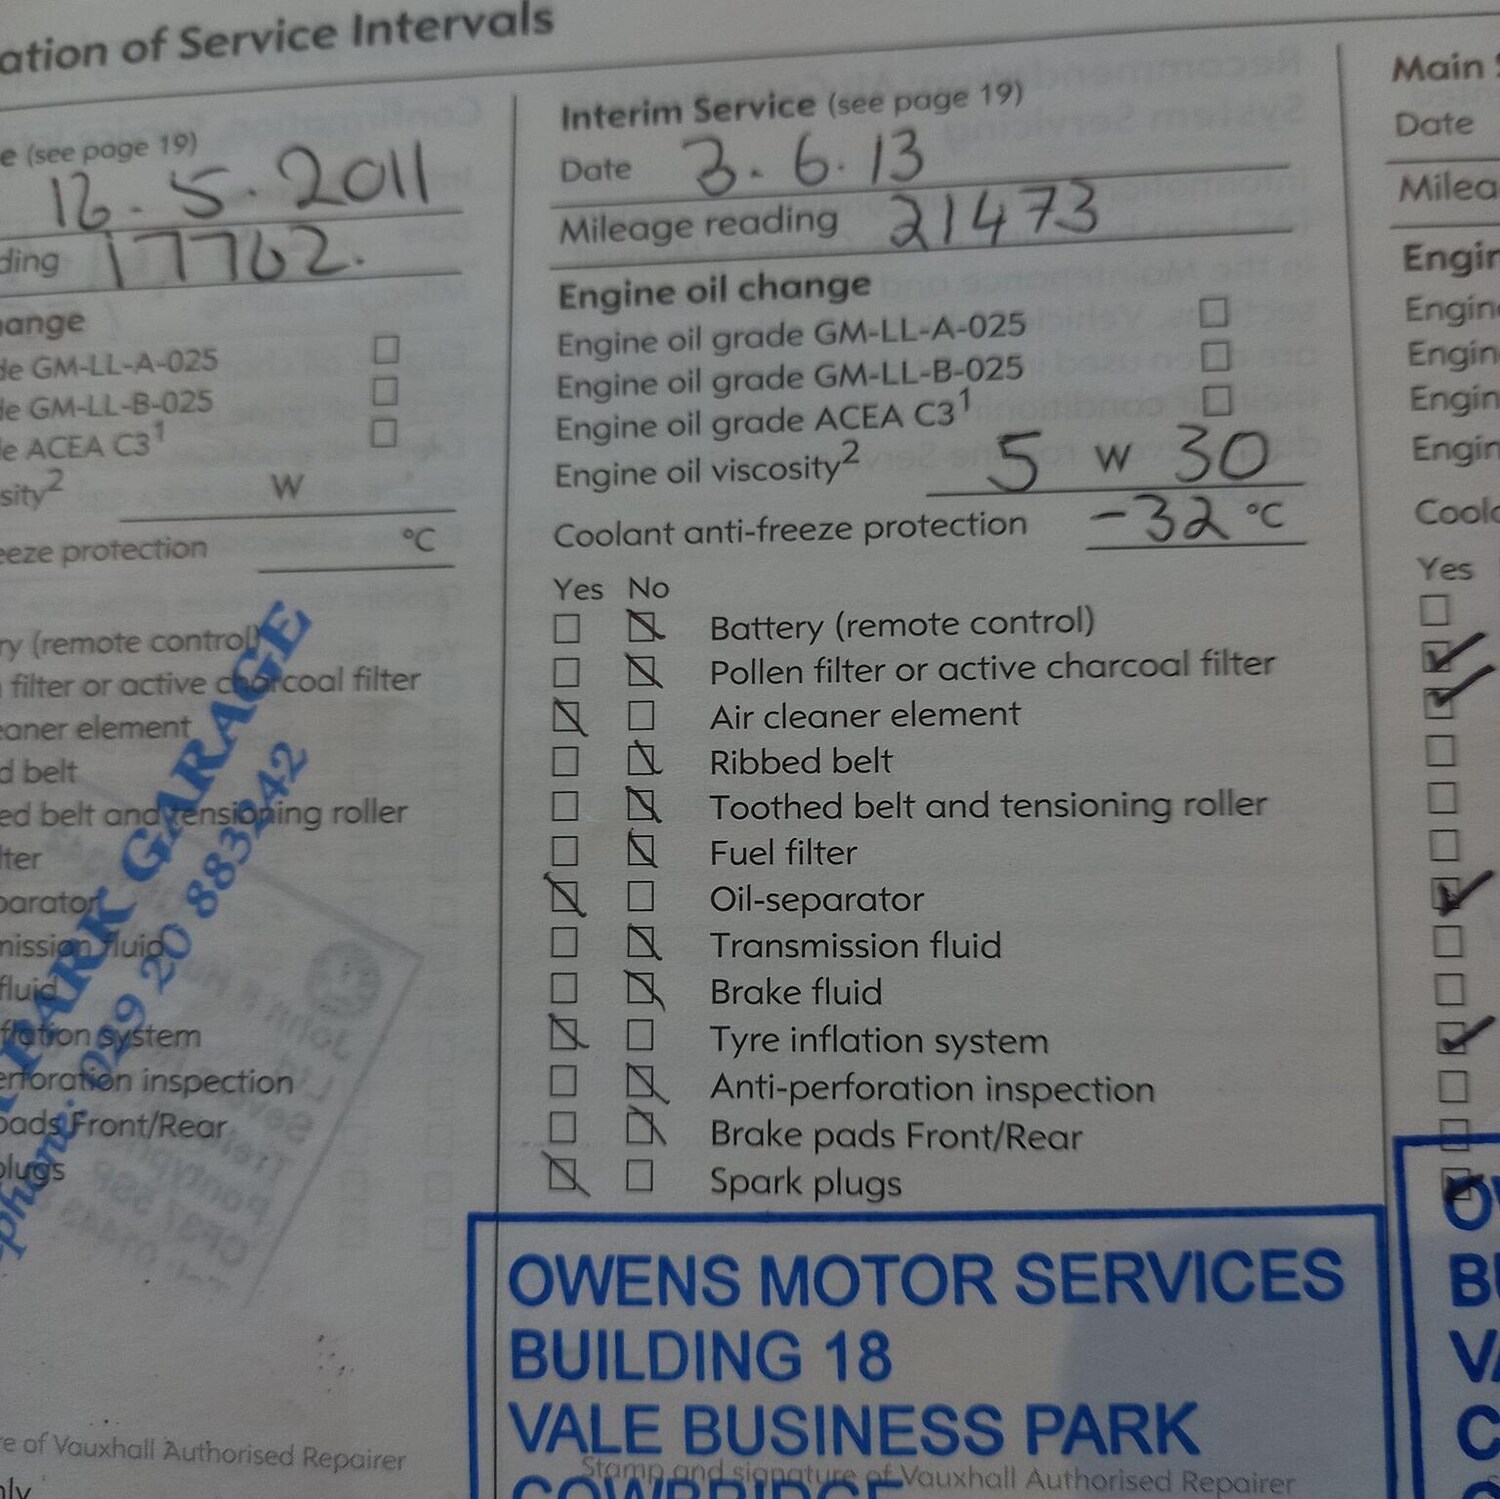 ation of Service Intervals
e (see page 19)
16.5.2011
ding 17762.
ange
de GM-LL-A-025
de GM-LL-B-025
le ACEA C3¹
sity² W
eeze protection °C
ry (remote control)
filter or active charcoal filter
eaner element
d belt
ed belt and tensioning roller
lter
parator
mission fluid
fluid
flation system
erforation inspection
pads Front/Rear
plugs
PARK GARAGE
phone: 029 20 883242
re of Vauxhall Authorised Repairer
nly
Interim Service (see page 19)
Date 3.6.13
Mileage reading 21473
Engine oil change
Engine oil grade GM-LL-A-025
Engine oil grade GM-LL-B-025
Engine oil grade ACEA C3¹
Engine oil viscosity² 5 W 30
Coolant anti-freeze protection -32 °C
Yes No
Battery (remote control)
Pollen filter or active charcoal filter
Air cleaner element
Ribbed belt
Toothed belt and tensioning roller
Fuel filter
Oil-separator
Transmission fluid
Brake fluid
Tyre inflation system
Anti-perforation inspection
Brake pads Front/Rear
Spark plugs
OWENS MOTOR SERVICES
BUILDING 18
VALE BUSINESS PARK
COWBRIDGE
Stamp and signature of Vauxhall Authorised Repairer
Main
Date
Milea
Engin
Engin
Engin
Engin
Engin
Coola
Yes
OW
BU
VA
C